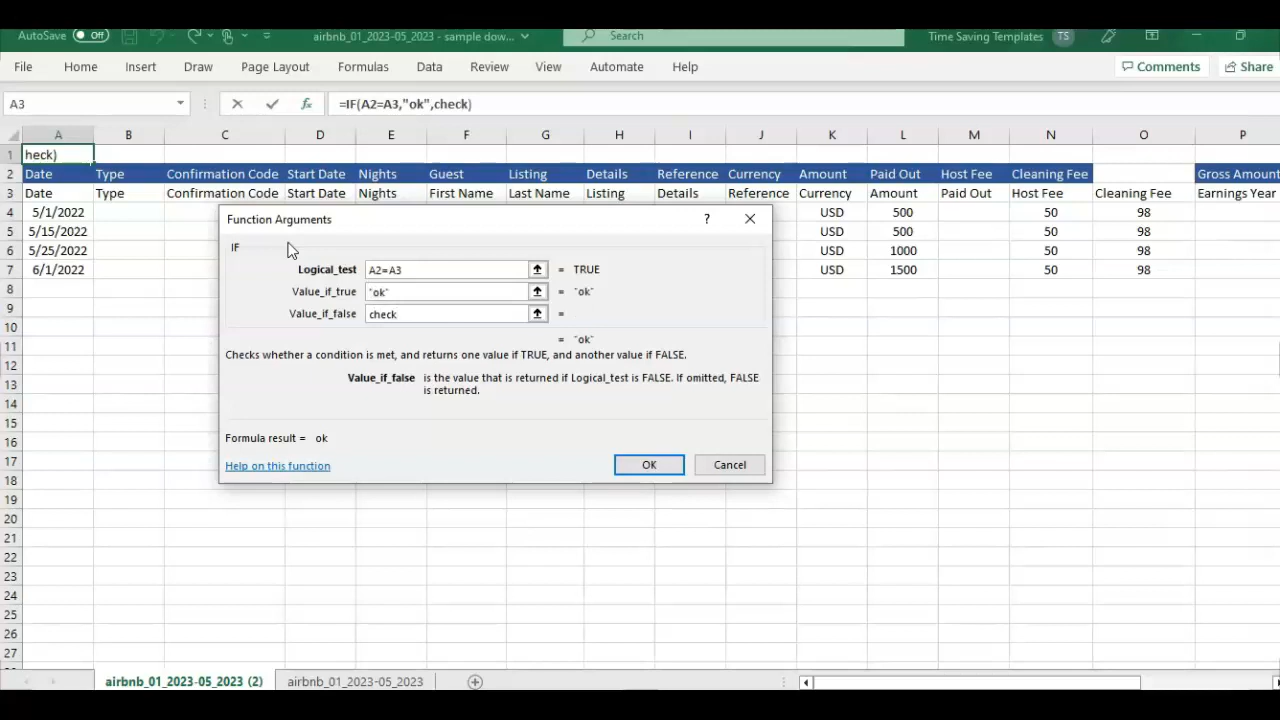 AutoSave Off airbnb_01_2023-05_2023 - sample dow... Search Time Saving Templates TS
File Home Insert Draw Page Layout Formulas Data Review View Automate Help Comments Share
A3 fx =IF(A2=A3,"ok",check)
A B C D E F G H I J K L M N O P
1 heck)
2 Date Type Confirmation Code Start Date Nights Guest Listing Details Reference Currency Amount Paid Out Host Fee Cleaning Fee Gross Amount
3 Date Type Confirmation Code Start Date Nights First Name Last Name Listing Details Reference Currency Amount Paid Out Host Fee Cleaning Fee Earnings Year
4 5/1/2022 USD 500 50 98
5 5/15/2022 USD 500 50 98
6 5/25/2022 USD 1000 50 98
7 6/1/2022 USD 1500 50 98
8
9
10
11
12
13
14
15
16
17
18
19
20
21
22
23
24
25
26
27
Function Arguments ?
IF
Logical_test A2=A3 = TRUE
Value_if_true "ok" = "ok"
Value_if_false check =
= "ok"
Checks whether a condition is met, and returns one value if TRUE, and another value if FALSE.
Value_if_false is the value that is returned if Logical_test is FALSE. If omitted, FALSE
is returned.
Formula result = ok
Help on this function OK Cancel
airbnb_01_2023-05_2023 (2) airbnb_01_2023-05_2023